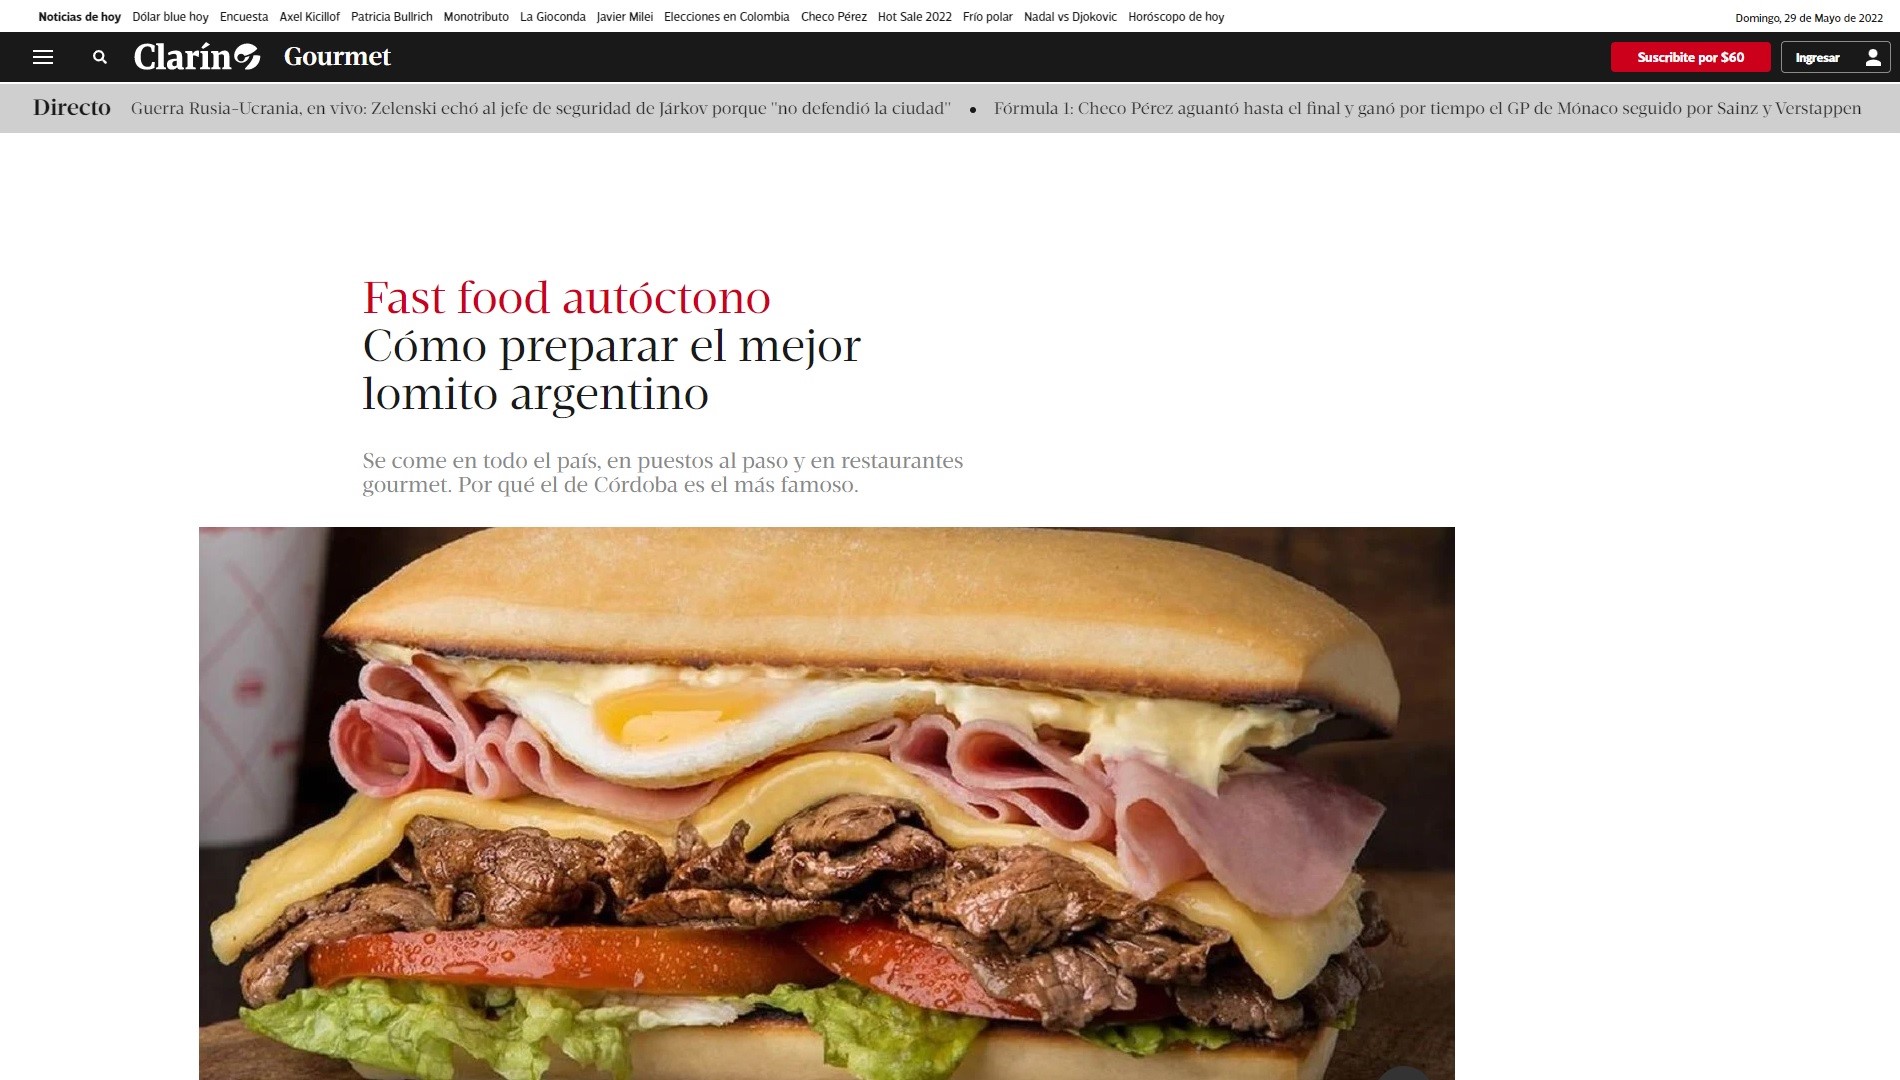 Noticias de hoy Dólar blue hoy Encuesta Axel Kicillof Patricia Bullrich Monotributo La Gioconda Javier Milei Elecciones en Colombia Checo Pérez Hot Sale 2022 Frío polar Nadal vs Djokovic Horóscopo de hoy Domingo, 29 de Mayo de 2022
Clarín Gourmet Suscribite por $60 Ingresar
Directo Guerra Rusia-Ucrania, en vivo: Zelenski echó al jefe de seguridad de Járkov porque "no defendió la ciudad" • Fórmula 1: Checo Pérez aguantó hasta el final y ganó por tiempo el GP de Mónaco seguido por Sainz y Verstappen
Fast food autóctono
Cómo preparar el mejor
lomito argentino
Se come en todo el país, en puestos al paso y en restaurantes
gourmet. Por qué el de Córdoba es el más famoso.